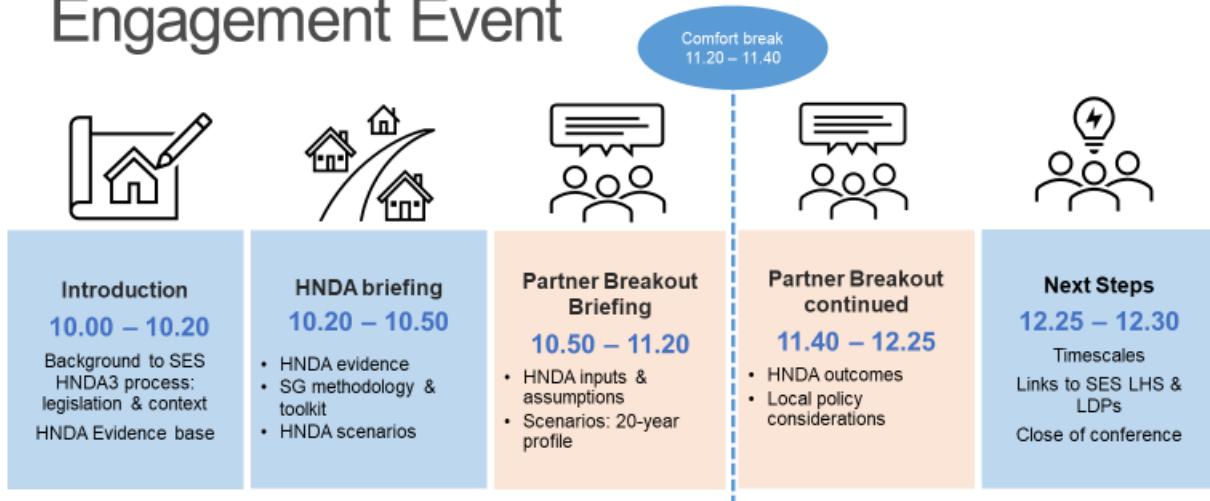 Engagement Event
Comfort break
11.20 – 11.40
Introduction
10.00 – 10.20
Background to SES
HNDA3 process:
legislation & context
HNDA Evidence base
HNDA briefing
10.20 – 10.50
• HNDA evidence
• SG methodology &
toolkit
• HNDA scenarios
Partner Breakout
Briefing
10.50 – 11.20
• HNDA inputs &
assumptions
• Scenarios: 20-year
profile
Partner Breakout
continued
11.40 – 12.25
• HNDA outcomes
• Local policy
considerations
Next Steps
12.25 – 12.30
Timescales
Links to SES LHS &
LDPs
Close of conference